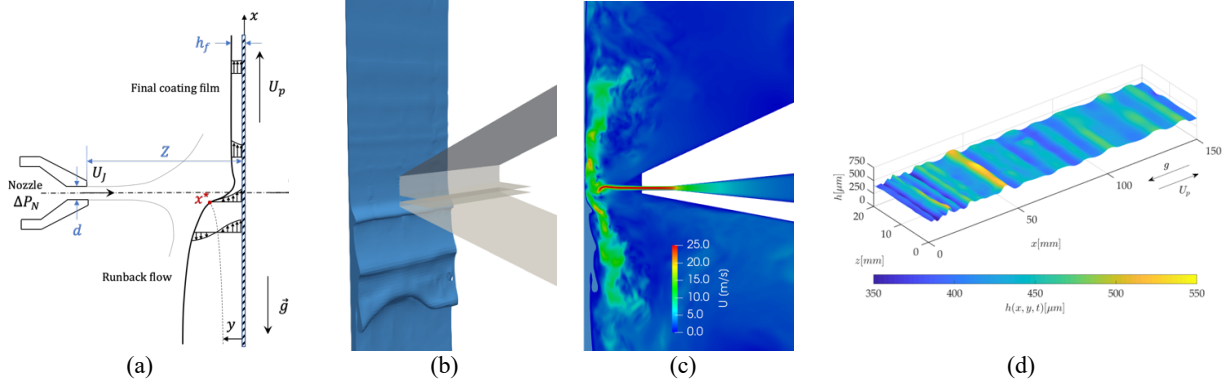 x
h_f
Final coating film
U_p
Z
U_J
Nozzle
ΔP_N
x*
d
Runback flow
g⃗
y
(a)
(b)
25.0
20.0
15.0
10.0
5.0
0.0
U (m/s)
(c)
750
500
250
0
h[μm]
20
10
0
z[mm]
0
50
100
150
x[mm]
g
U_p
350
400
450
500
550
h(x, y, t)[μm]
(d)